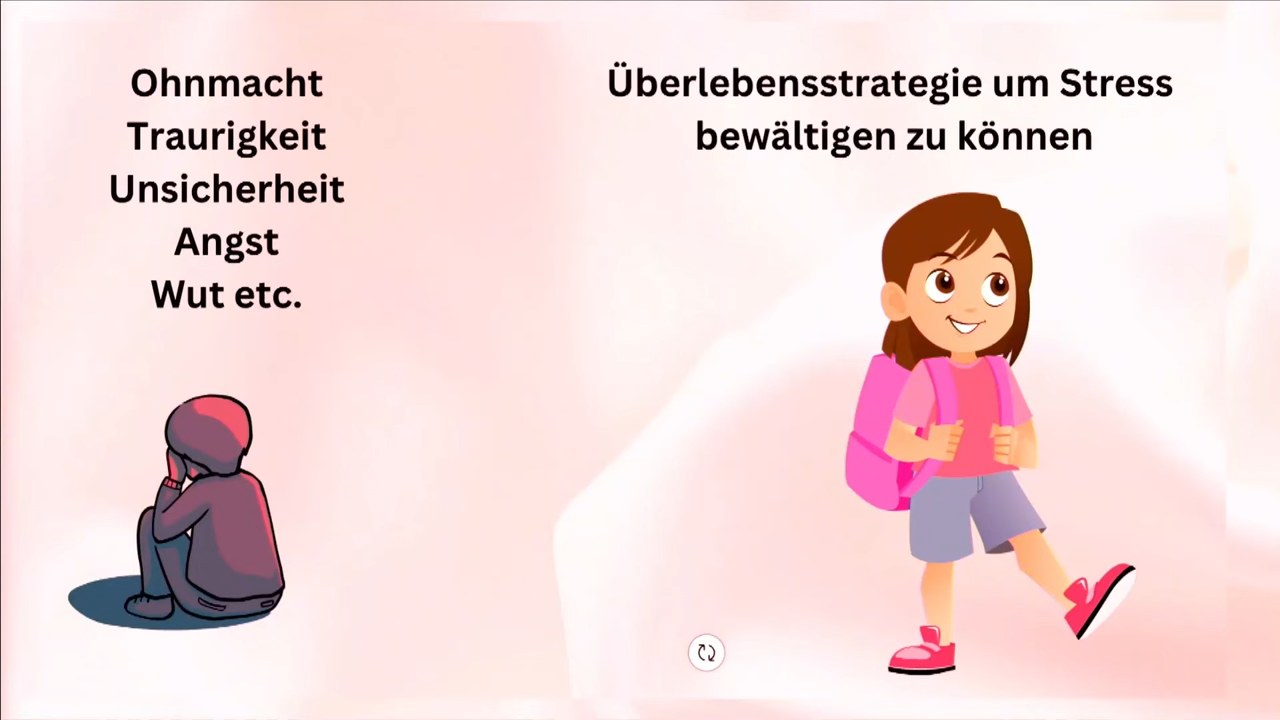 Ohnmacht
Traurigkeit
Unsicherheit
Angst
Wut etc.
Überlebensstrategie um Stress
bewältigen zu können